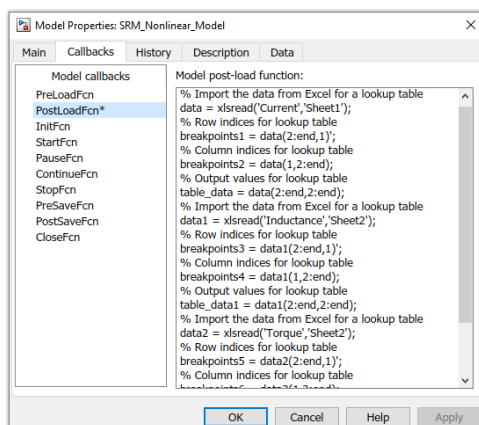 Model Properties: SRM_Nonlinear_Model
Main Callbacks History Description Data
Model callbacks
PreLoadFcn
PostLoadFcn*
InitFcn
StartFcn
PauseFcn
ContinueFcn
StopFcn
PreSaveFcn
PostSaveFcn
CloseFcn
Model post-load function:
% Import the data from Excel for a lookup table
data = xlsread('Current','Sheet1');
% Row indices for lookup table
breakpoints1 = data(2:end,1)';
% Column indices for lookup table
breakpoints2 = data(1,2:end);
% Output values for lookup table
table_data = data(2:end,2:end);
% Import the data from Excel for a lookup table
data1 = xlsread('Inductance','Sheet2');
% Row indices for lookup table
breakpoints3 = data1(2:end,1)';
% Column indices for lookup table
breakpoints4 = data1(1,2:end);
% Output values for lookup table
table_data1 = data1(2:end,2:end);
% Import the data from Excel for a lookup table
data2 = xlsread('Torque','Sheet2');
% Row indices for lookup table
breakpoints5 = data2(2:end,1)';
% Column indices for lookup table
OK Cancel Help Apply